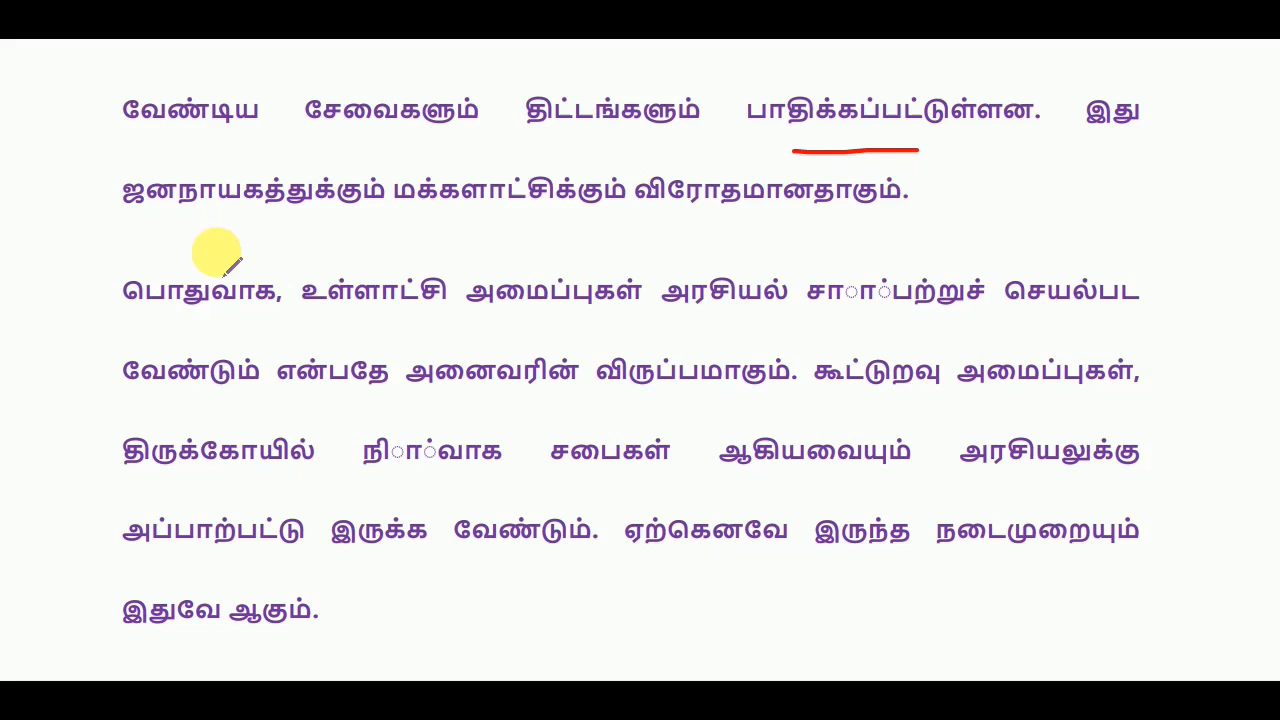 வேண்டிய சேவைகளும் திட்டங்களும் பாதிக்கப்பட்டுள்ளன. இது
ஜனநாயகத்துக்கும் மக்களாட்சிக்கும் விரோதமானதாகும்.
பொதுவாக, உள்ளாட்சி அமைப்புகள் அரசியல் சாா்பற்றுச் செயல்பட
வேண்டும் என்பதே அனைவரின் விருப்பமாகும். கூட்டுறவு அமைப்புகள்,
திருக்கோயில் நிா்வாக சபைகள் ஆகியவையும் அரசியலுக்கு
அப்பாற்பட்டு இருக்க வேண்டும். ஏற்கெனவே இருந்த நடைமுறையும்
இதுவே ஆகும்.